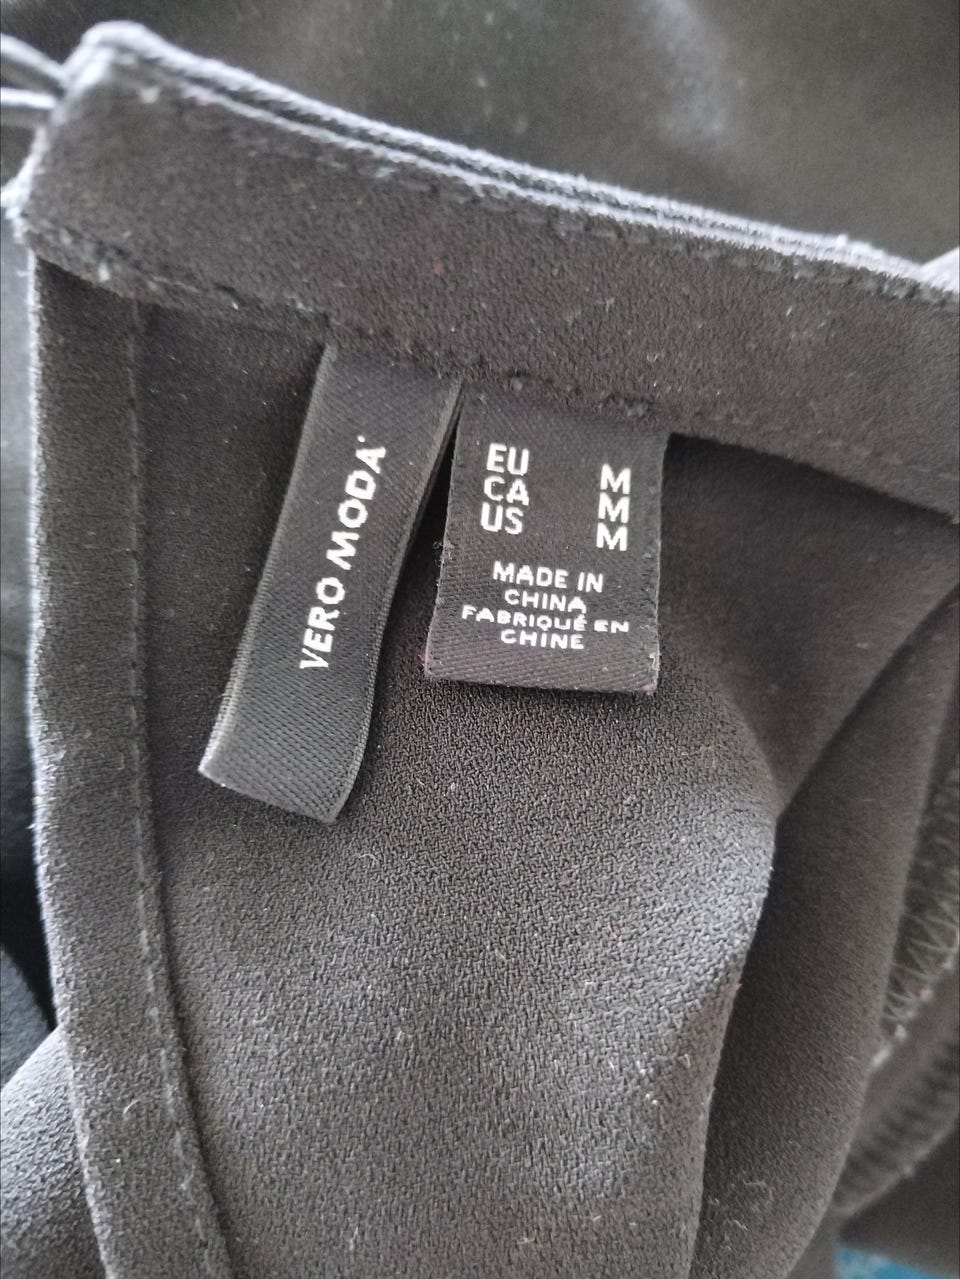 VERO MODA
EU M
CA M
US M
MADE IN
CHINA
FABRIQUÉ EN
CHINE